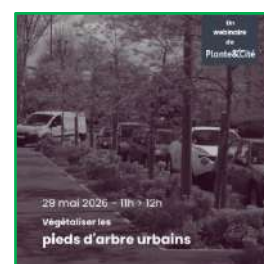 Un
webinaire
de
Plante&Cité
29 mai 2026 - 11h > 12h
Végétaliser les
pieds d'arbre urbains